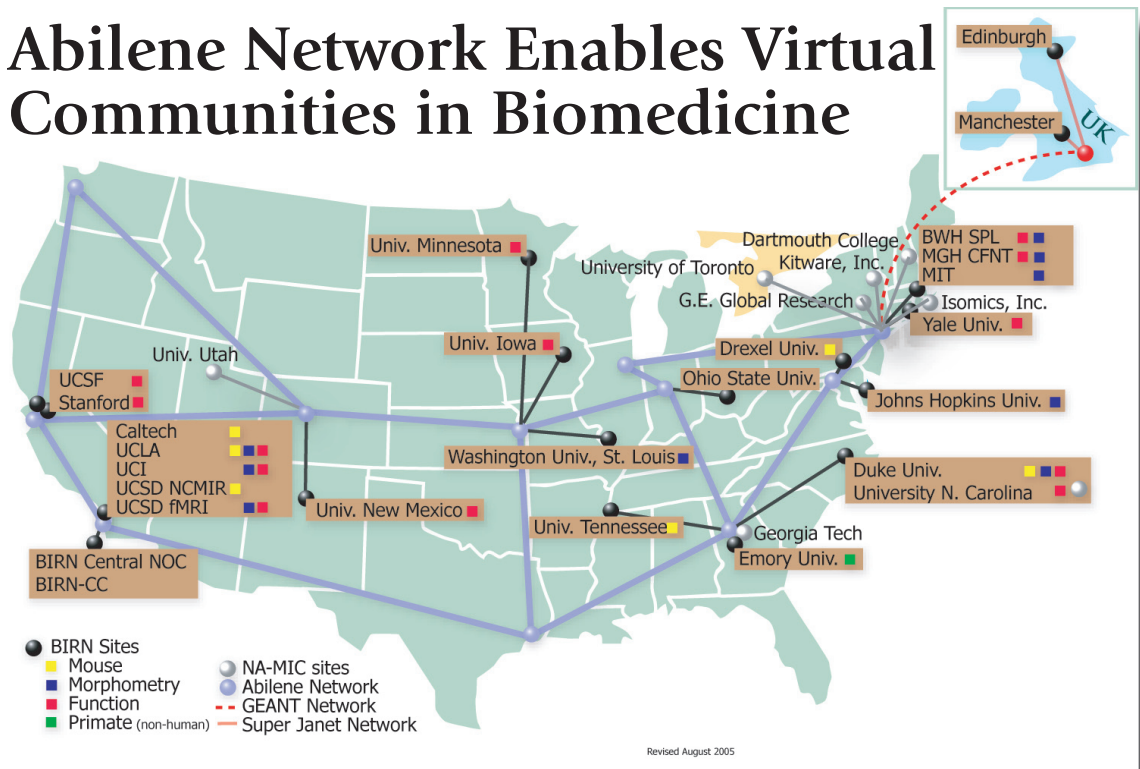 Abilene Network Enables Virtual
Communities in Biomedicine
Edinburgh
Manchester
UK
Univ. Minnesota
Dartmouth College
Kitware, Inc.
University of Toronto
G.E. Global Research
BWH SPL
MGH CFNT
MIT
Isomics, Inc.
Yale Univ.
Univ. Iowa
Drexel Univ.
Univ. Utah
UCSF
Stanford
Ohio State Univ.
Johns Hopkins Univ.
Caltech
UCLA
UCI
UCSD NCMIR
UCSD fMRI
Washington Univ., St. Louis
Duke Univ.
University N. Carolina
Univ. New Mexico
Univ. Tennessee
Georgia Tech
Emory Univ.
BIRN Central NOC
BIRN-CC
BIRN Sites
Mouse
Morphometry
Function
Primate (non-human)
NA-MIC sites
Abilene Network
GEANT Network
Super Janet Network
Revised August 2005